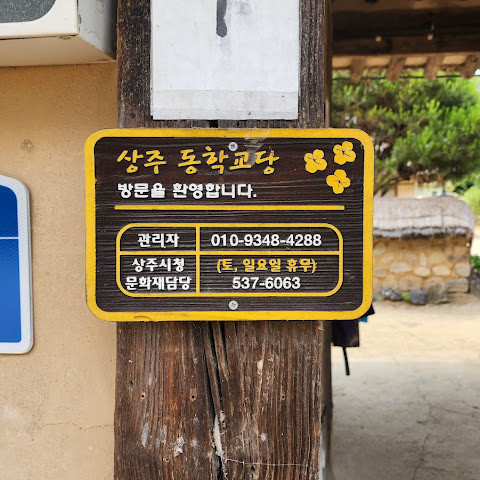 상주 동학교당
방문을 환영합니다.
관리자 010-9348-4288
상주시청 (토, 일요일 휴무)
문화재담당 537-6063